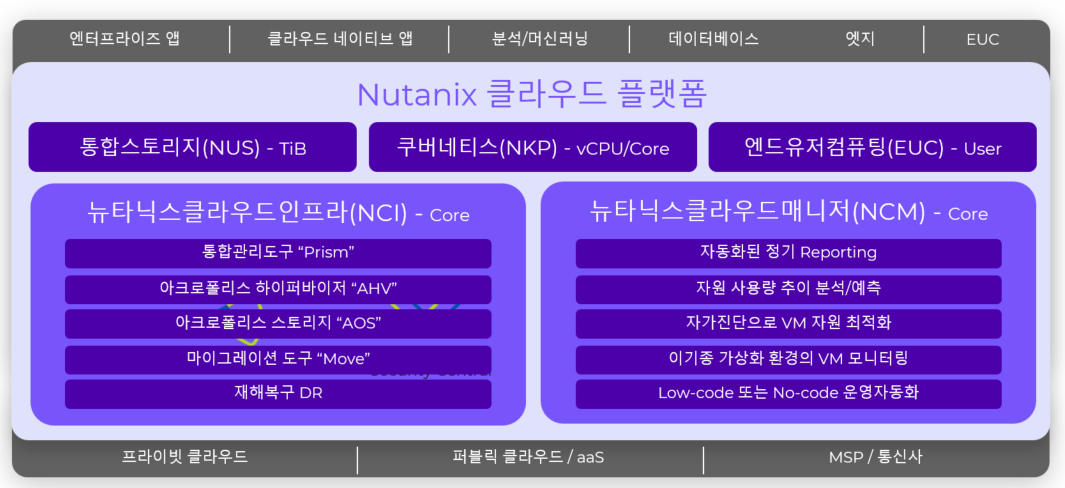 엔터프라이즈 앱
클라우드 네이티브 앱
분석/머신러닝
데이터베이스
엣지
EUC
Nutanix 클라우드 플랫폼
통합스토리지(NUS) - TiB
쿠버네티스(NKP) - vCPU/Core
엔드유저컴퓨팅(EUC) - User
뉴타닉스클라우드인프라(NCI) - Core
통합관리도구 “Prism”
아크로폴리스 하이퍼바이저 “AHV”
아크로폴리스 스토리지 “AOS”
마이그레이션 도구 “Move”
재해복구 DR
뉴타닉스클라우드매니저(NCM) - Core
자동화된 정기 Reporting
자원 사용량 추이 분석/예측
자가진단으로 VM 자원 최적화
이기종 가상화 환경의 VM 모니터링
Low-code 또는 No-code 운영자동화
프라이빗 클라우드
퍼블릭 클라우드 / aaS
MSP / 통신사